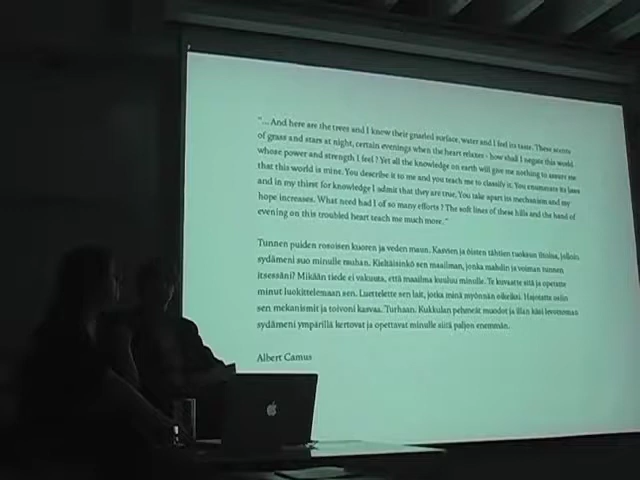 "... And here are the trees and I know their gnarled surface, water and I feel its taste. These scents
of grass and stars at night, certain evenings when the heart relaxes - how shall I negate this world
whose power and strength I feel? Yet all the knowledge on earth will give me nothing to assure me
that this world is mine. You describe it to me and you teach me to classify it. You enumerate its laws
and in my thirst for knowledge I admit that they are true. You take apart its mechanism and my
hope increases. What need had I of so many efforts? The soft lines of these hills and the hand of
evening on this troubled heart teach me much more."
Tunnen puiden rosoisen kuoren ja veden maun. Kasvien ja öisten tähtien tuoksun iltoina, jolloin
sydämeni suo minulle rauhan. Kieltäisinkö sen maailman, jonka mahdin ja voiman tunnen
itsessäni? Mikään tiede ei vakuuta, että maailma kuuluu minulle. Te kuvaatte sitä ja opetatte
minut luokittelemaan sen. Luettelette sen lait, jotka minä myönnän oikeiksi. Hajotatte osiin
sen mekanismit ja toivoni kasvaa. Turhaan. Kukkulan pehmeät muodot ja illan käsi levottoman
sydämeni ympärillä kertovat ja opettavat minulle siitä paljon enemmän.
Albert Camus